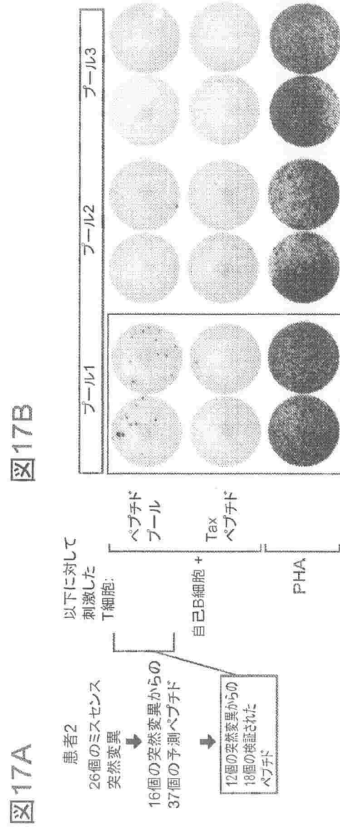 図17A
患者2
26個のミスセンス
突然変異
16個の突然変異からの
37個の予測ペプチド
12個の突然変異からの
18個の検証された
ペプチド
図17B
以下に対して
刺激した
T細胞:
プール1
プール2
プール3
自己B細胞 +
ペプチド
プール
Tax
ペプチド
PHA